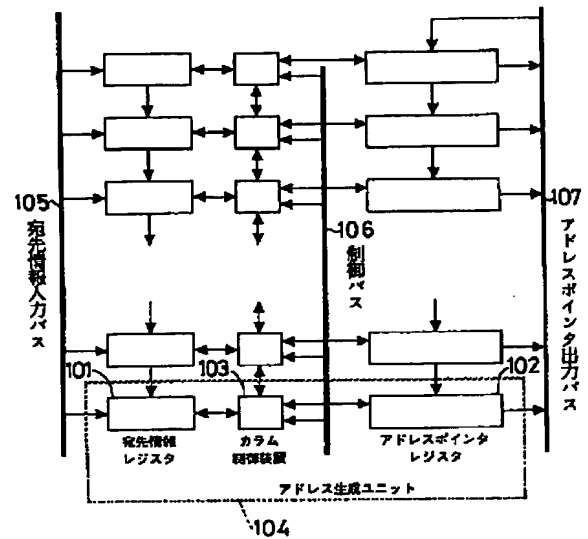 105
宛先情報入力バス
106
制御バス
107
アドレスポインタ出力バス
101
103
102
宛先情報
レジスタ
カラム
制御装置
アドレスポインタ
レジスタ
アドレス生成ユニット
104